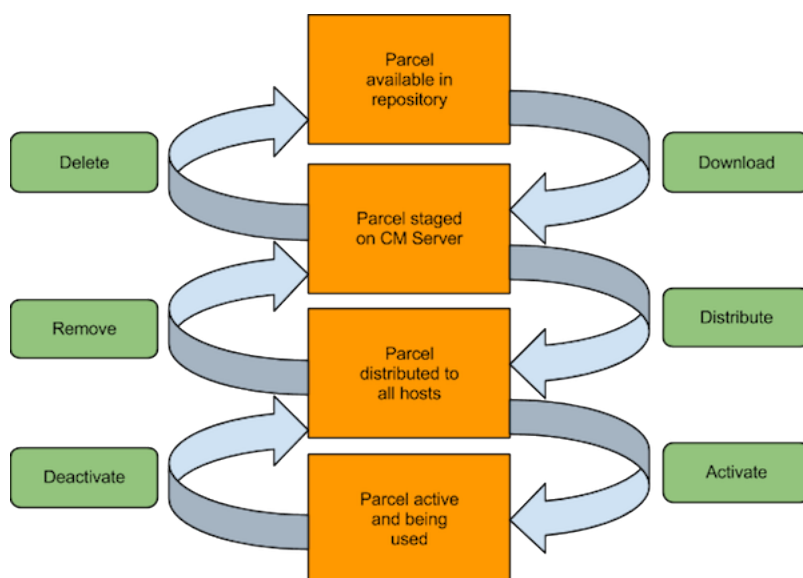 Parcel
available in
repository
Delete
Download
Parcel staged
on CM Server
Remove
Distribute
Parcel
distributed to
all hosts
Deactivate
Activate
Parcel active
and being
used